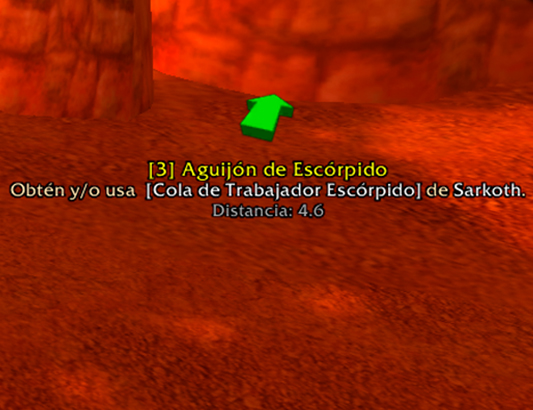 [3] Aguijón de Escórpido
Obtén y/o usa [Cola de Trabajador Escórpido] de Sarkoth.
Distancia: 4.6